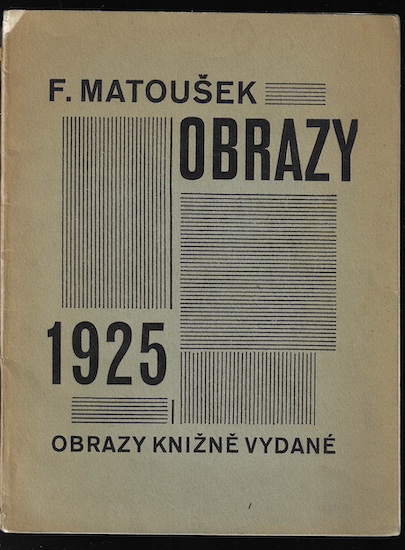 F. MATOUŠEK
OBRAZY
1925
OBRAZY KNIŽNĚ VYDANÉ